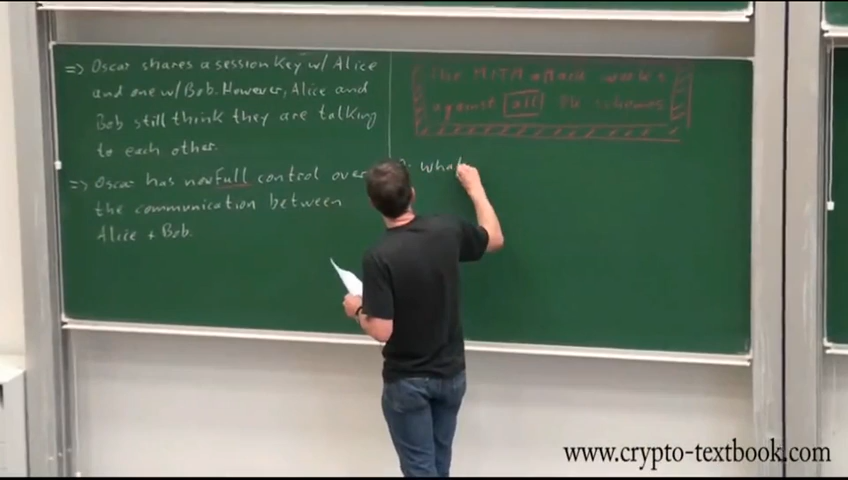 ⇒ Oscar shares a session key w/ Alice
and one w/ Bob. However, Alice and
Bob still think they are talking
to each other.
⇒ Oscar has now Full control over
the communication between
Alice + Bob.
The MITM attack works
against all PK schemes
Q: what
www.crypto-textbook.com